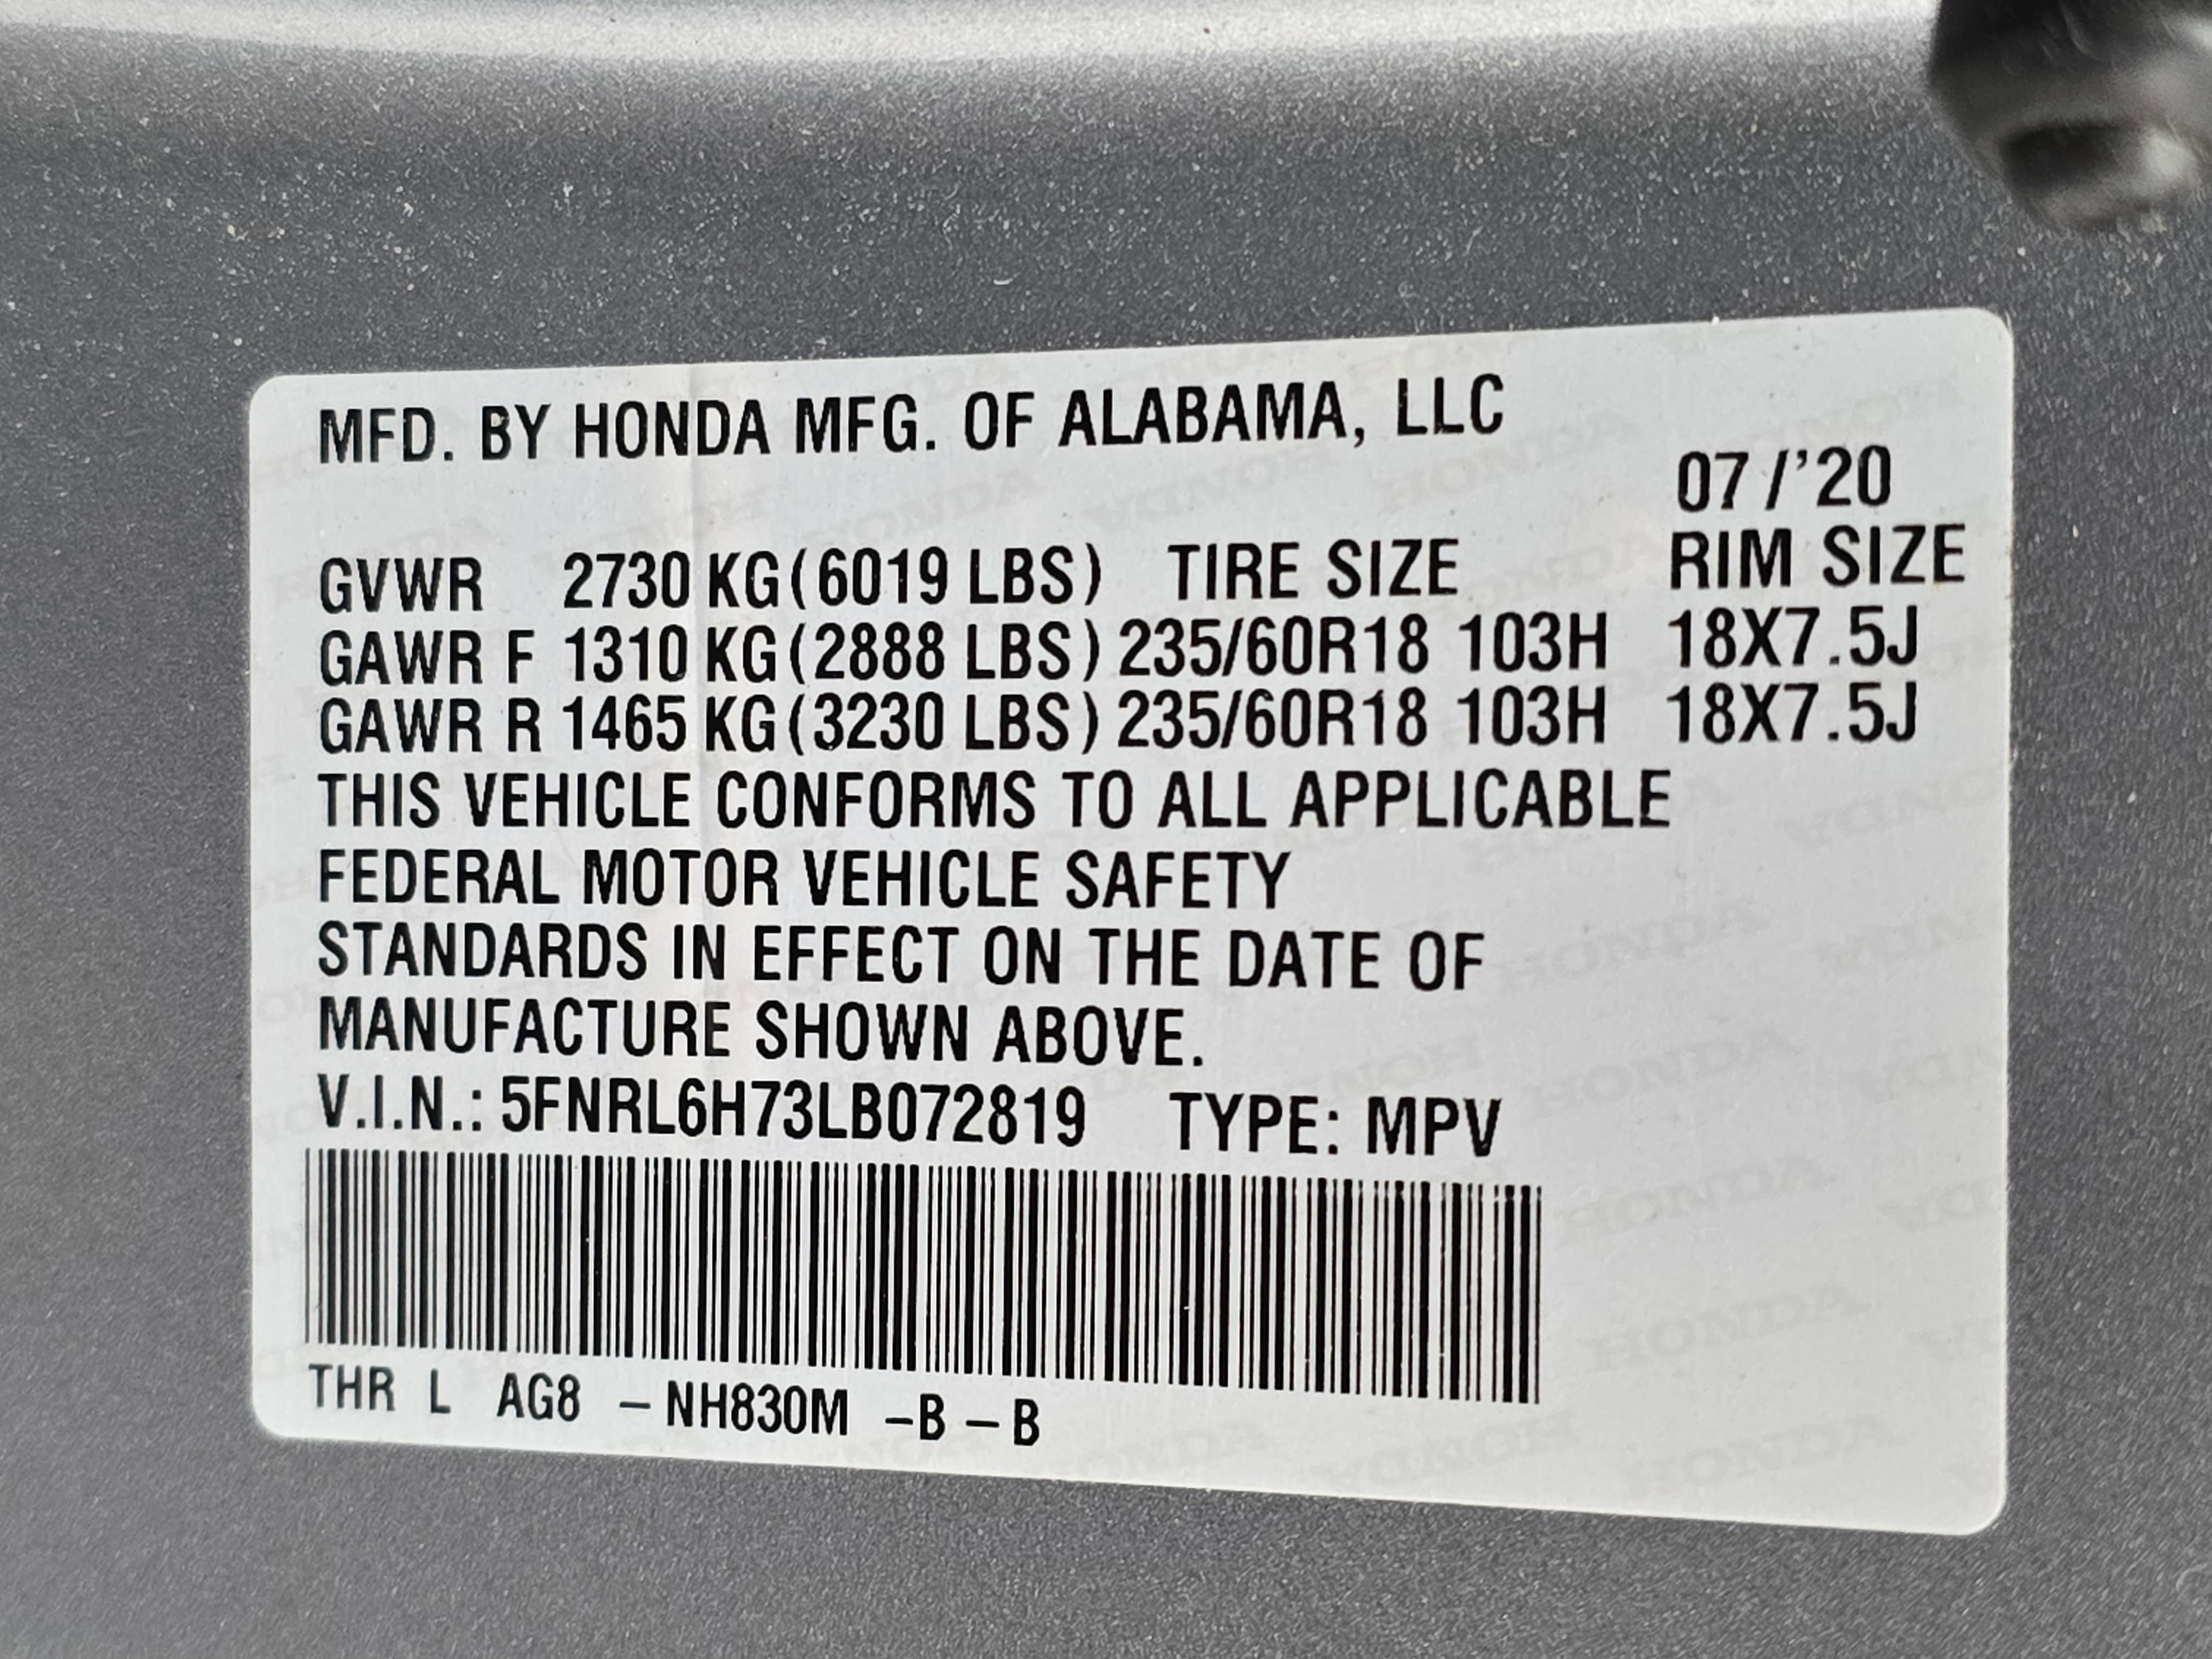 MFD. BY HONDA MFG. OF ALABAMA, LLC
07/'20
GVWR 2730 KG(6019 LBS) TIRE SIZE RIM SIZE
GAWR F 1310 KG(2888 LBS) 235/60R18 103H 18X7.5J
GAWR R 1465 KG(3230 LBS) 235/60R18 103H 18X7.5J
THIS VEHICLE CONFORMS TO ALL APPLICABLE
FEDERAL MOTOR VEHICLE SAFETY
STANDARDS IN EFFECT ON THE DATE OF
MANUFACTURE SHOWN ABOVE.
V.I.N.: 5FNRL6H73LB072819 TYPE: MPV
THR L AG8 – NH830M –B – B